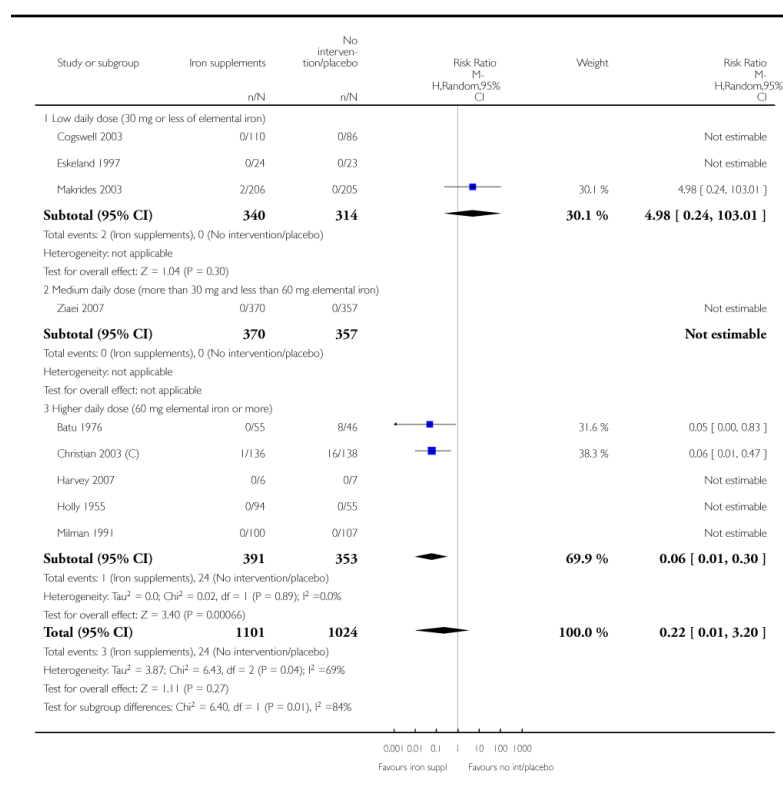 Study or subgroup Iron supplements No interven-tion/placebo Risk Ratio Weight Risk Ratio
M-H,Random,95% CI M-H,Random,95% CI
n/N n/N
1 Low daily dose (30 mg or less of elemental iron)
Cogswell 2003 0/110 0/86 Not estimable
Eskeland 1997 0/24 0/23 Not estimable
Makrides 2003 2/206 0/205 30.1 % 4.98 [ 0.24, 103.01 ]
Subtotal (95% CI) 340 314 30.1 % 4.98 [ 0.24, 103.01 ]
Total events: 2 (Iron supplements), 0 (No intervention/placebo)
Heterogeneity: not applicable
Test for overall effect: Z = 1.04 (P = 0.30)
2 Medium daily dose (more than 30 mg and less than 60 mg elemental iron)
Ziaei 2007 0/370 0/357 Not estimable
Subtotal (95% CI) 370 357 Not estimable
Total events: 0 (Iron supplements), 0 (No intervention/placebo)
Heterogeneity: not applicable
Test for overall effect: not applicable
3 Higher daily dose (60 mg elemental iron or more)
Batu 1976 0/55 8/46 31.6 % 0.05 [ 0.00, 0.83 ]
Christian 2003 (C) 1/136 16/138 38.3 % 0.06 [ 0.01, 0.47 ]
Harvey 2007 0/6 0/7 Not estimable
Holly 1955 0/94 0/55 Not estimable
Milman 1991 0/100 0/107 Not estimable
Subtotal (95% CI) 391 353 69.9 % 0.06 [ 0.01, 0.30 ]
Total events: 1 (Iron supplements), 24 (No intervention/placebo)
Heterogeneity: Tau² = 0.0; Chi² = 0.02, df = 1 (P = 0.89); I² =0.0%
Test for overall effect: Z = 3.40 (P = 0.00066)
Total (95% CI) 1101 1024 100.0 % 0.22 [ 0.01, 3.20 ]
Total events: 3 (Iron supplements), 24 (No intervention/placebo)
Heterogeneity: Tau² = 3.87; Chi² = 6.43, df = 2 (P = 0.04); I² =69%
Test for overall effect: Z = 1.11 (P = 0.27)
Test for subgroup differences: Chi² = 6.40, df = 1 (P = 0.01), I² =84%
0.001 0.01 0.1 1 10 100 1000
Favours iron suppl Favours no int/placebo